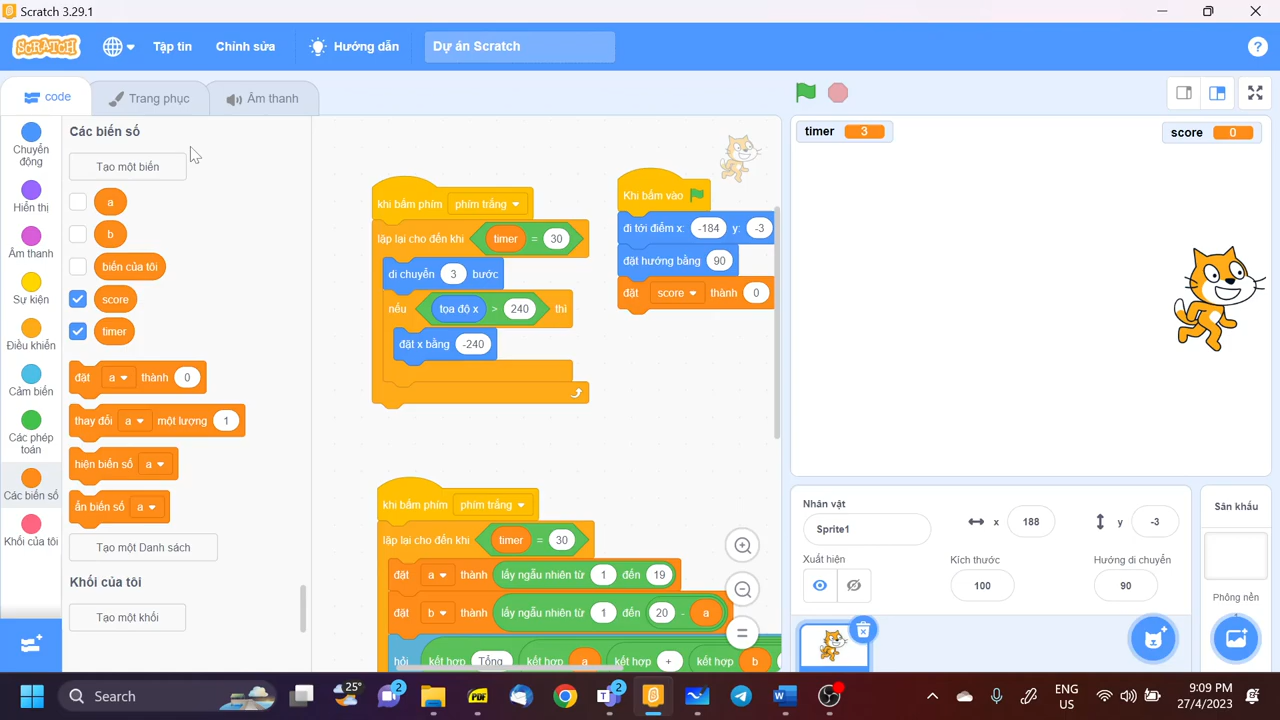 Scratch 3.29.1
SCRATCH
Tập tin
Chỉnh sửa
Hướng dẫn
Dự án Scratch
?
code
Trang phục
Âm thanh
Chuyển động
Hiển thị
Âm thanh
Sự kiện
Điều khiển
Cảm biến
Các phép toán
Các biến số
Khối của tôi
Các biến số
Tạo một biến
a
b
biến của tôi
score
timer
đặt a thành 0
thay đổi a một lượng 1
hiện biến số a
ẩn biến số a
Tạo một Danh sách
Khối của tôi
Tạo một khối
khi bấm phím phím trắng
lặp lại cho đến khi timer = 30
di chuyển 3 bước
nếu tọa độ x > 240 thì
đặt x bằng -240
Khi bấm vào
đi tới điểm x: -184 y: -3
đặt hướng bằng 90
đặt score thành 0
khi bấm phím phím trắng
lặp lại cho đến khi timer = 30
đặt a thành lấy ngẫu nhiên từ 1 đến 19
đặt b thành lấy ngẫu nhiên từ 1 đến 20 - a
hỏi kết hợp Tổng kết hợp a kết hợp + kết hợp b
timer 3
score 0
Nhân vật
Sprite1
x 188
y -3
Xuất hiện
Kích thước
100
Hướng di chuyển
90
Sân khấu
Phông nền
Search
25°
2
PDF
2
ENG
US
9:09 PM
27/4/2023